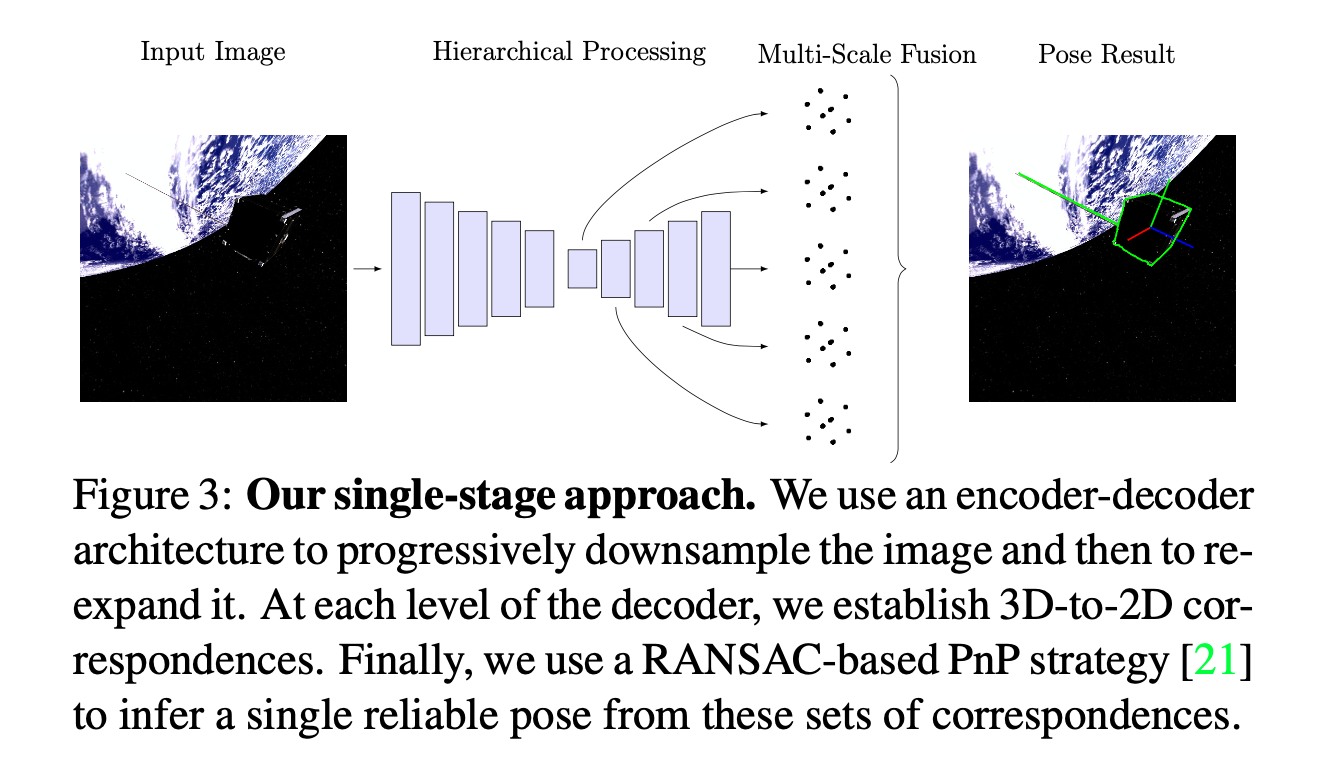 Input Image
Hierarchical Processing
Multi-Scale Fusion
Pose Result
Figure 3: Our single-stage approach. We use an encoder-decoder
architecture to progressively downsample the image and then to re-
expand it. At each level of the decoder, we establish 3D-to-2D cor-
respondences. Finally, we use a RANSAC-based PnP strategy [21]
to infer a single reliable pose from these sets of correspondences.